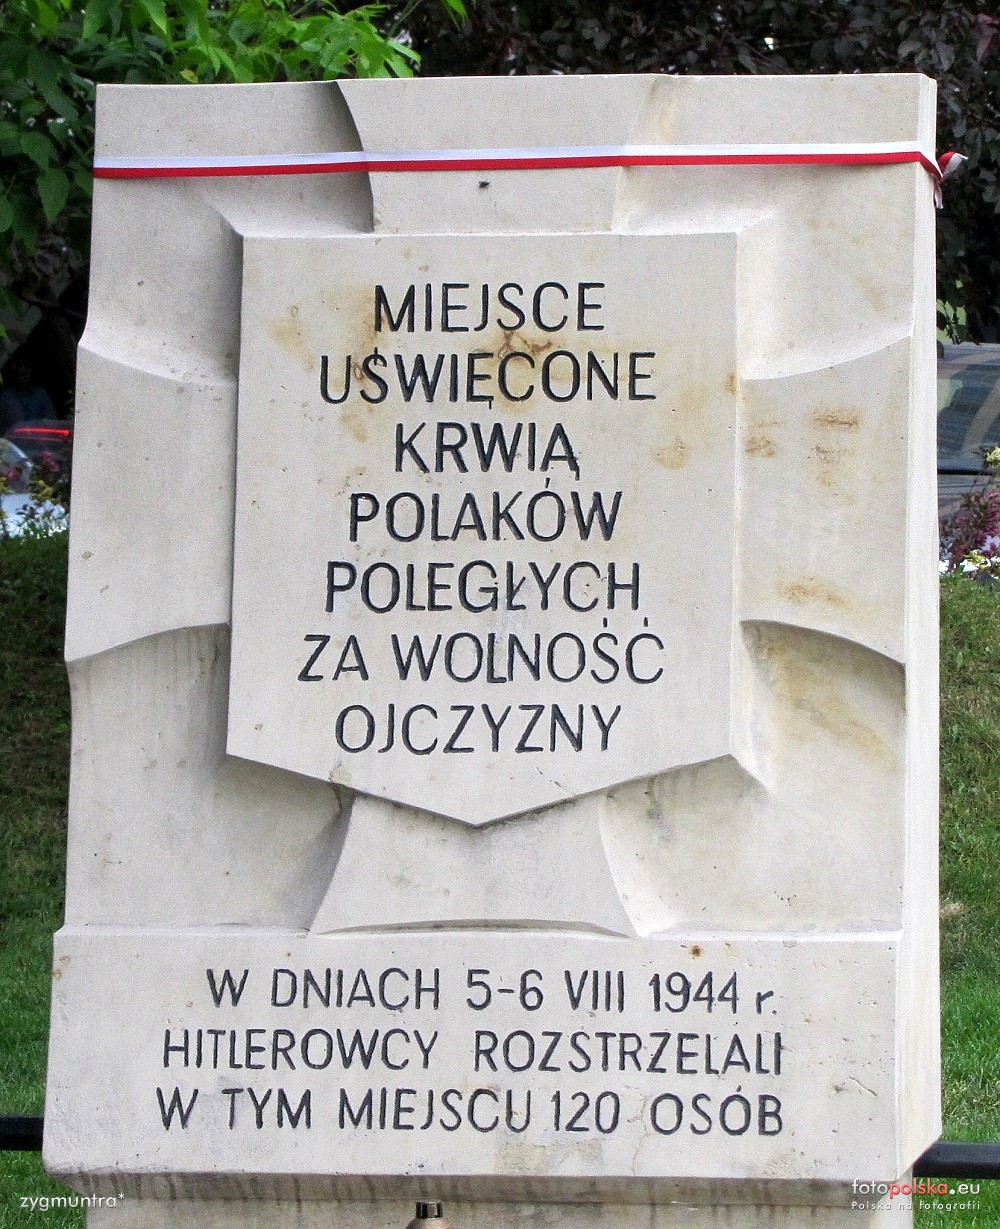 MIEJSCE
UŚWIĘCONE
KRWIĄ
POLAKÓW
POLEGŁYCH
ZA WOLNOŚĆ
OJCZYZNY
W DNIACH 5-6 VIII 1944 r.
HITLEROWCY ROZSTRZELALI
W TYM MIEJSCU 120 OSÓB
zygmuntra*
fotopolska.eu
Polska na fotografii